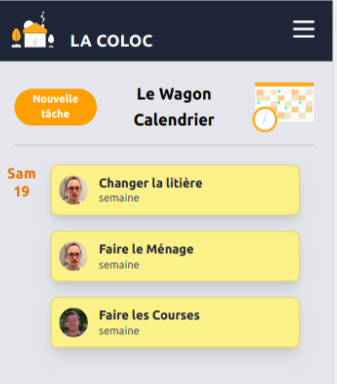 LA COLOC
Nouvelle
tâche
Le Wagon
Calendrier
Sam
19
Changer la litière
semaine
Faire le Ménage
semaine
Faire les Courses
semaine